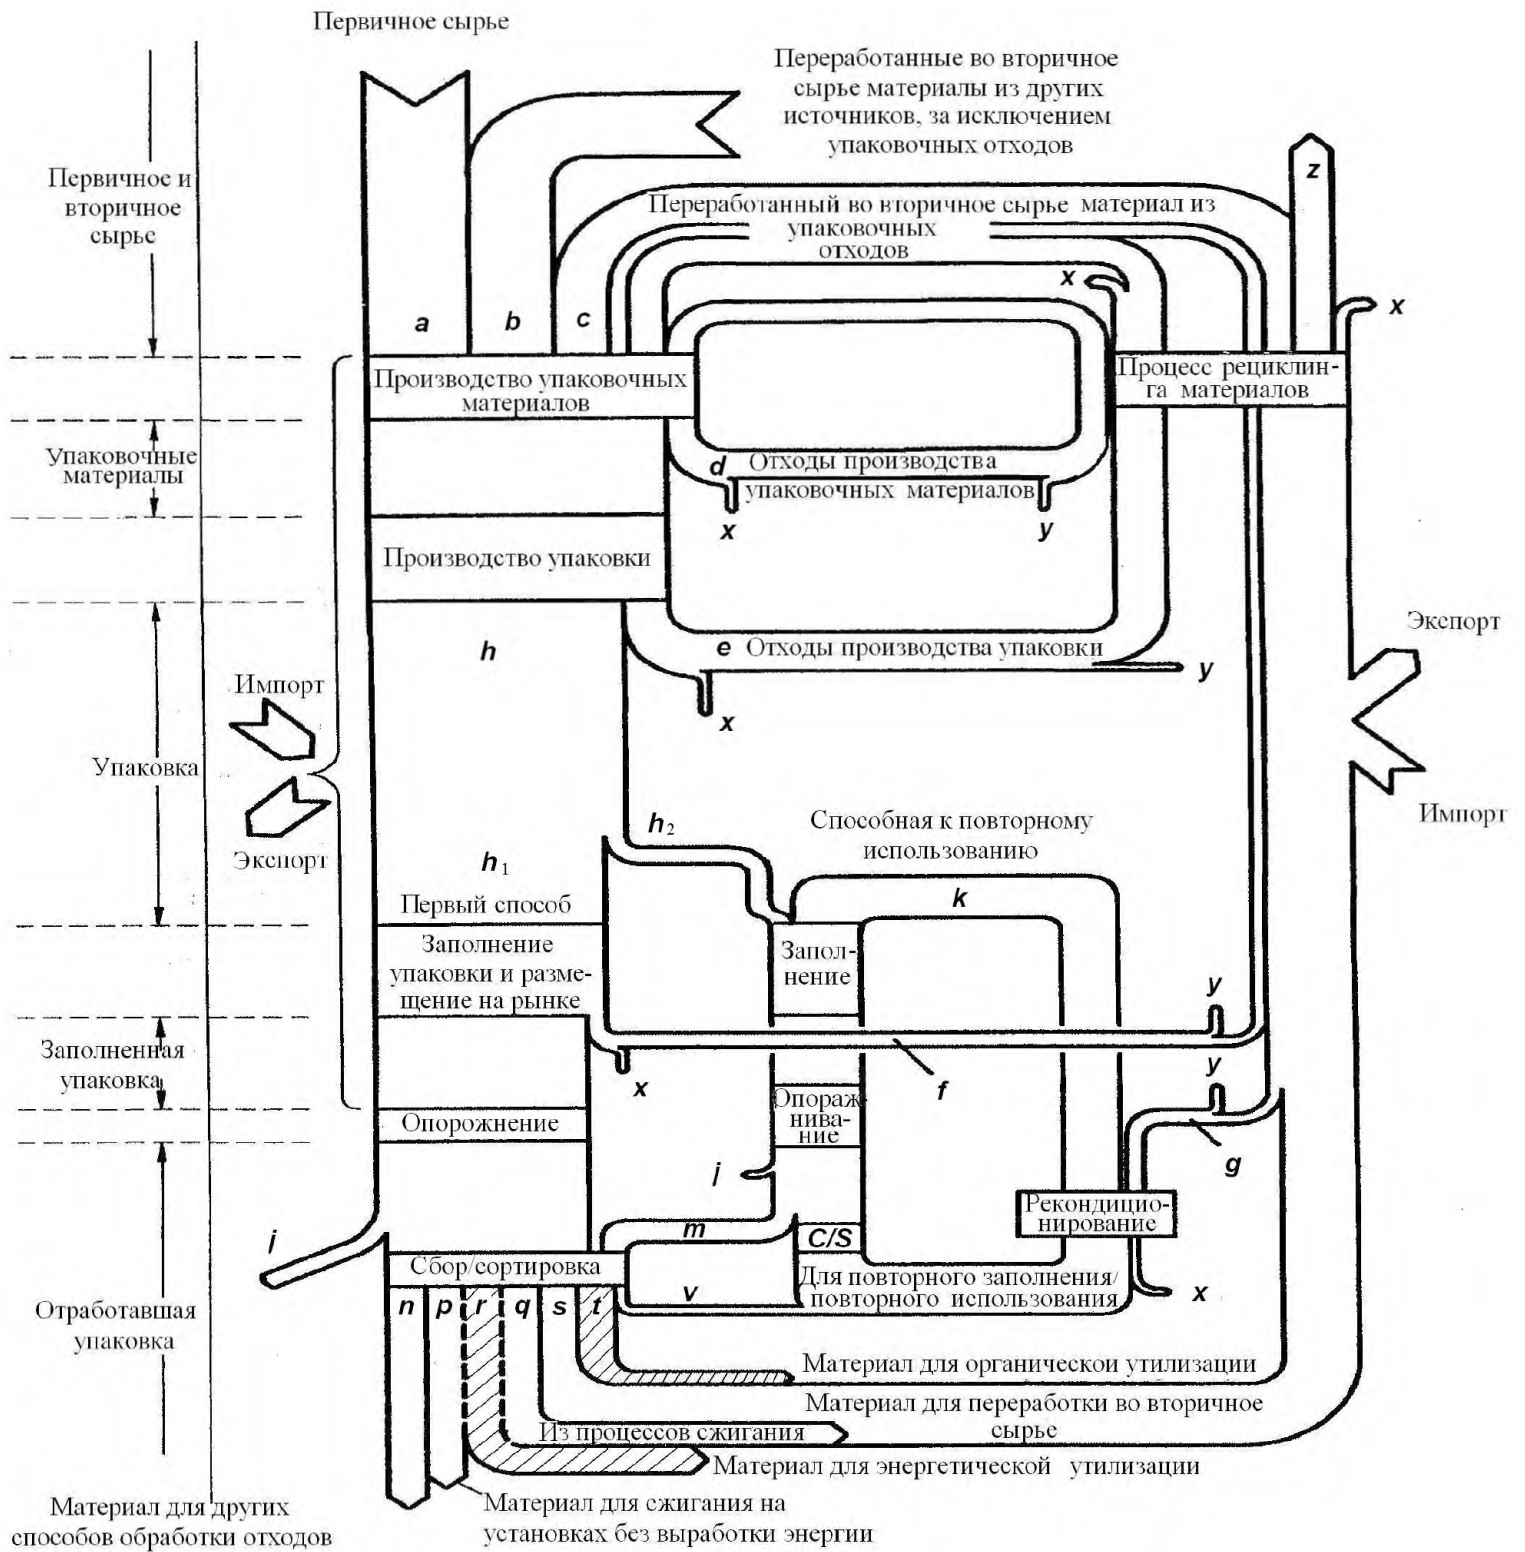 Первичное сырье
Переработанные во вторичное
сырье материалы из других
источников, за исключением
упаковочных отходов
z
Первичное и
вторичное
сырье
Переработанный во вторичное сырье материал из
упаковочных
отходов
x
x
a
b
c
Производство упаковочных
материалов
Процесс рециклин-
га материалов
Упаковочные
материалы
d Отходы производства
упаковочных материалов
x
y
Производство упаковки
h
e Отходы производства упаковки
y
x
Экспорт
Импорт
Импорт
Экспорт
Упаковка
h2
h1
Способная к повторному
использованию
k
Первый способ
Заполнение
упаковки и разме-
щение на рынке
Запол-
нение
y
Заполненная
упаковка
x
f
y
Опорожнение
Опораж-
нива-
ние
g
j
j
m
C/S
Рекондицио-
нирование
Сбор/сортировка
Для повторного заполнения/
повторного использования
v
x
n
p
r
q
s
t
Отработавшая
упаковка
Материал для органической утилизации
Материал для переработки во вторичное
сырье
Из процессов сжигания
Материал для энергетической утилизации
Материал для сжигания на
установках без выработки энергии
Материал для других
способов обработки отходов